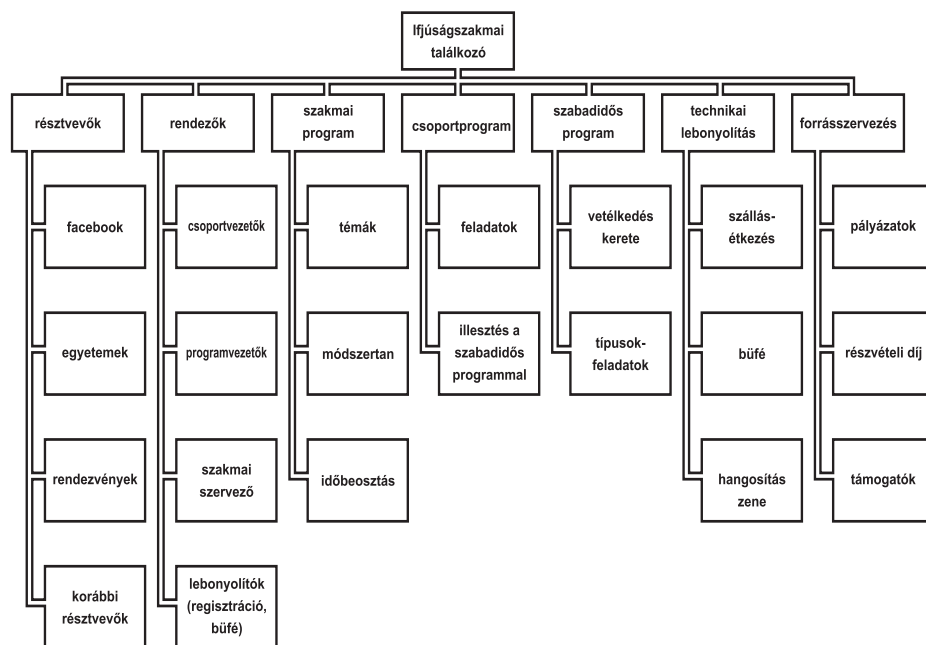 Ifjúságszakmai
találkozó
résztvevők
rendezők
szakmai
program
csoportprogram
szabadidős
program
technikai
lebonyolítás
forrásszervezés
facebook
csoportvezetők
témák
feladatok
vetélkedés
kerete
szállás-
étkezés
pályázatok
egyetemek
programvezetők
módszertan
illesztés a
szabadidős
programmal
típusok-
feladatok
büfé
részvételi díj
rendezvények
szakmai
szervező
időbeosztás
hangosítás
zene
támogatók
korábbi
résztvevők
lebonyolítók
(regisztráció,
büfé)